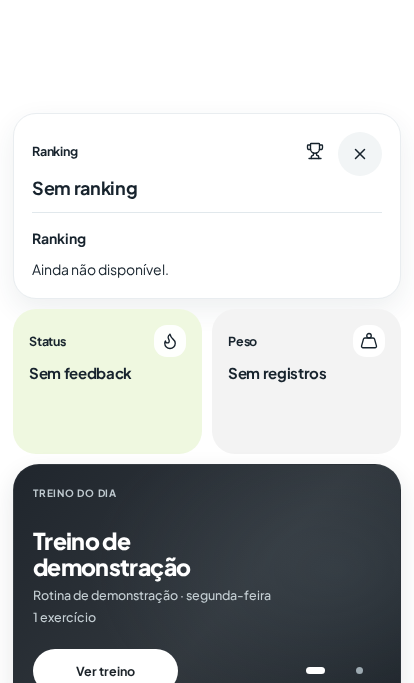 Ranking
Sem ranking
Ranking
Ainda não disponível.
Status
Sem feedback
Peso
Sem registros
TREINO DO DIA
Treino de
demonstração
Rotina de demonstração · segunda-feira
1 exercício
Ver treino